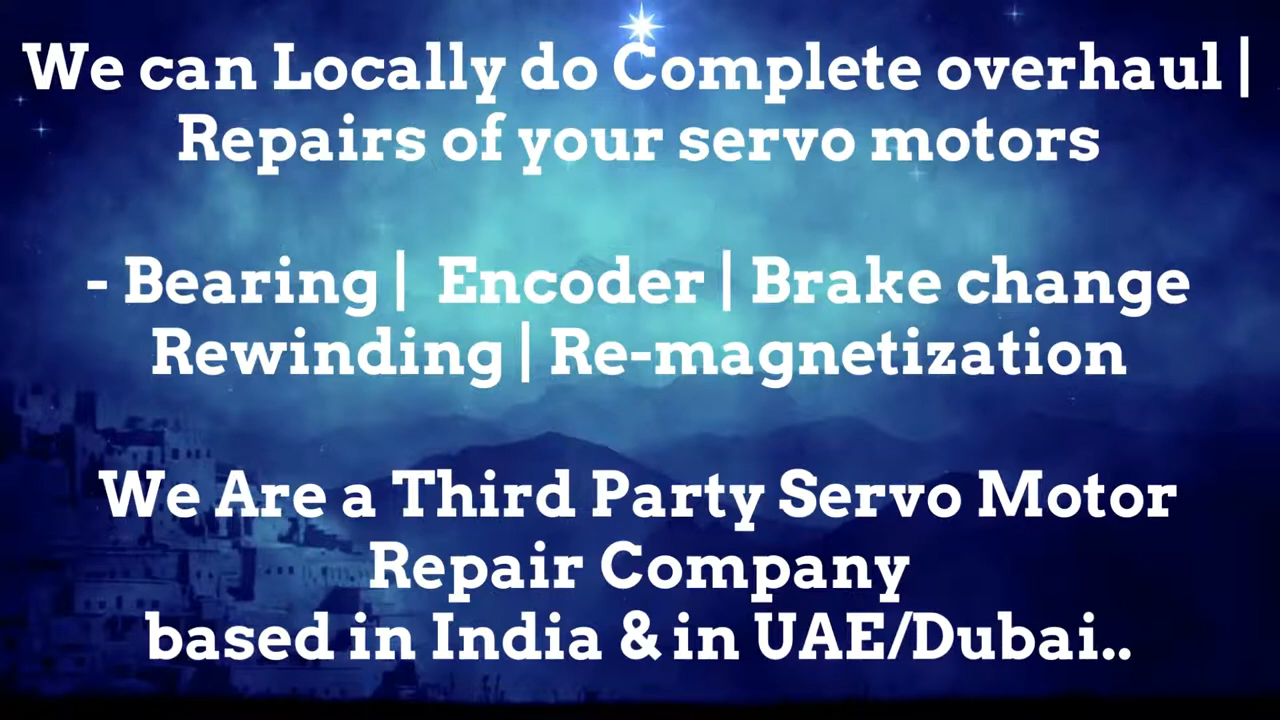 We can Locally do Complete overhaul |
Repairs of your servo motors
- Bearing | Encoder | Brake change
Rewinding | Re-magnetization
We Are a Third Party Servo Motor
Repair Company
based in India & in UAE/Dubai..